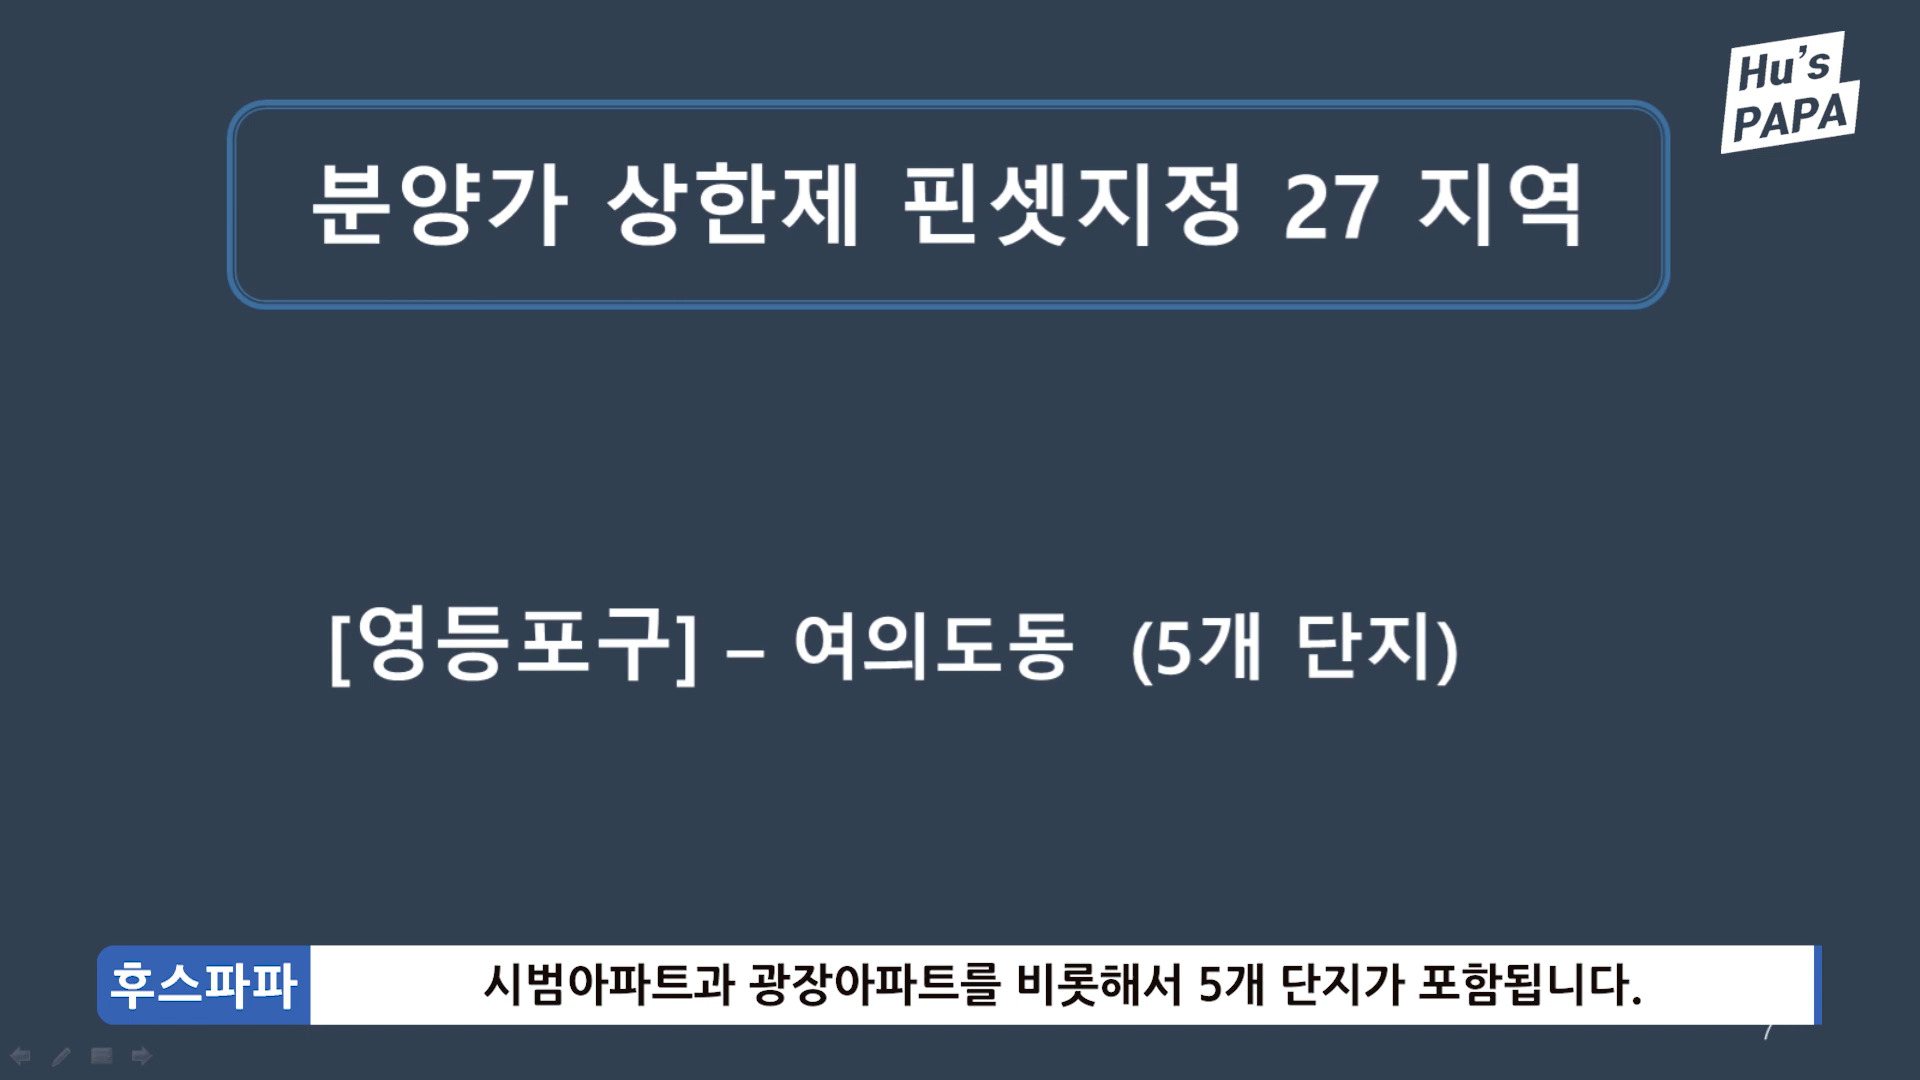 Hu's
PAPA
분양가 상한제 핀셋지정 27 지역
[영등포구] – 여의도동 (5개 단지)
후스파파
시범아파트과 광장아파트를 비롯해서 5개 단지가 포함됩니다.